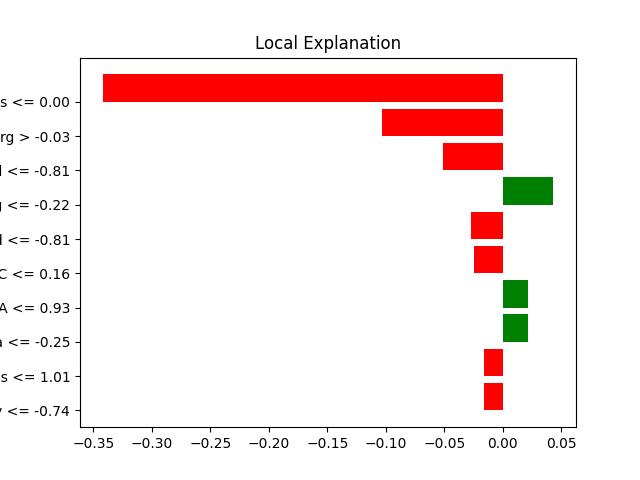 Local Explanation
s <= 0.00
rg > -0.03
d <= -0.81
g <= -0.22
d <= -0.81
C <= 0.16
A <= 0.93
a <= -0.25
s <= 1.01
y <= -0.74
−0.35 −0.30 −0.25 −0.20 −0.15 −0.10 −0.05 0.00 0.05